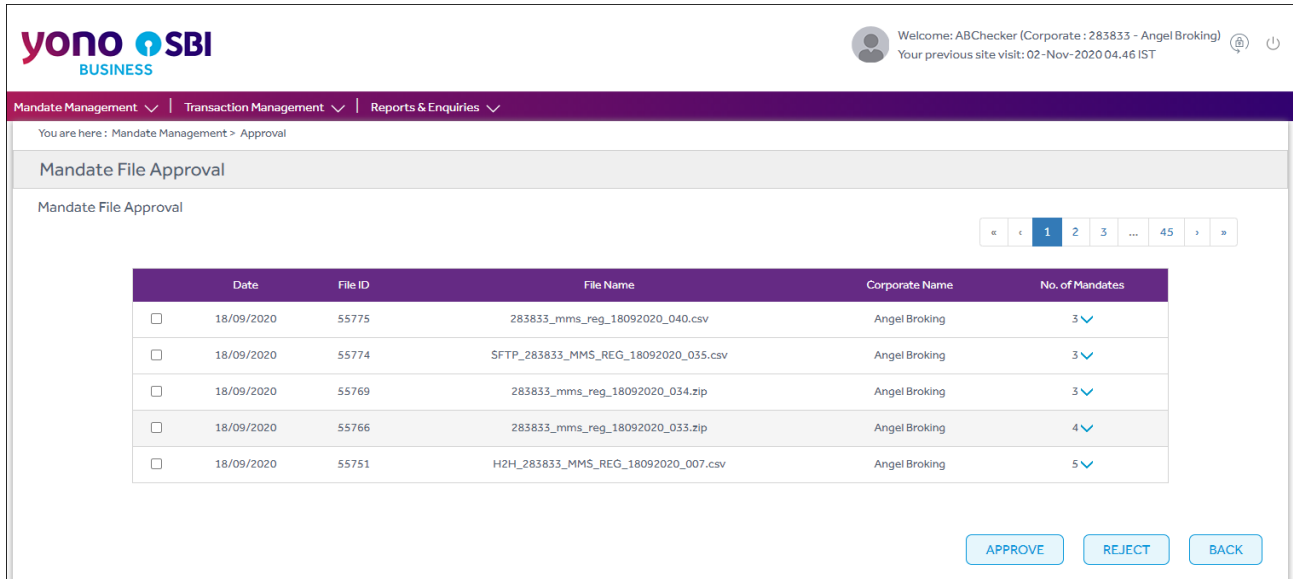 yono SBI
BUSINESS
Welcome: ABChecker (Corporate : 283833 - Angel Broking)
Your previous site visit: 02-Nov-2020 04.46 IST
Mandate Management | Transaction Management | Reports & Enquiries
You are here : Mandate Management > Approval
Mandate File Approval
Mandate File Approval
« ‹ 1 2 3 ... 45 › »
Date File ID File Name Corporate Name No. of Mandates
18/09/2020 55775 283833_mms_reg_18092020_040.csv Angel Broking 3
18/09/2020 55774 SFTP_283833_MMS_REG_18092020_035.csv Angel Broking 3
18/09/2020 55769 283833_mms_reg_18092020_034.zip Angel Broking 3
18/09/2020 55766 283833_mms_reg_18092020_033.zip Angel Broking 4
18/09/2020 55751 H2H_283833_MMS_REG_18092020_007.csv Angel Broking 5
APPROVE REJECT BACK